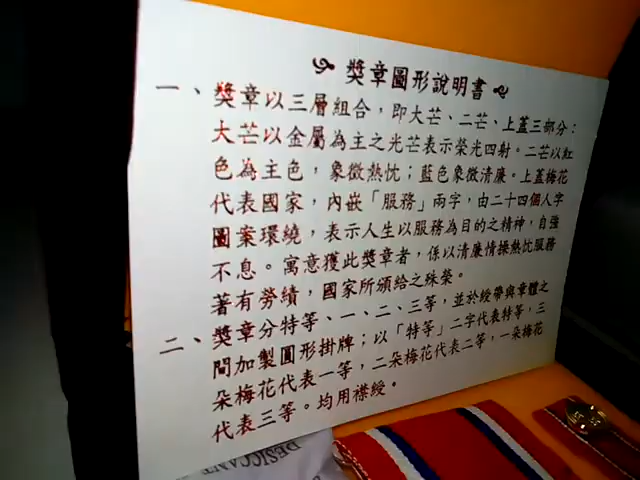 獎章圖形說明書
一、獎章以三層組合，即大芒、二芒、上蓋三部分：
大芒以金屬為主之光芒表示榮光四射。二芒以紅
色為主色，象徵熱忱；藍色象徵清廉。上蓋梅花
代表國家，內嵌「服務」兩字，由二十四個人字
圖案環繞，表示人生以服務為目的之精神，自強
不息。寓意獲此獎章者，係以清廉情操熱忱服務
著有勞績，國家所頒給之殊榮。
二、獎章分特等、一、二、三等，並於綬帶與章體之
間加製圓形掛牌；以「特等」二字代表特等，三
朵梅花代表一等，二朵梅花代表二等，一朵梅花
代表三等。均用襟綬。
DESICCANT